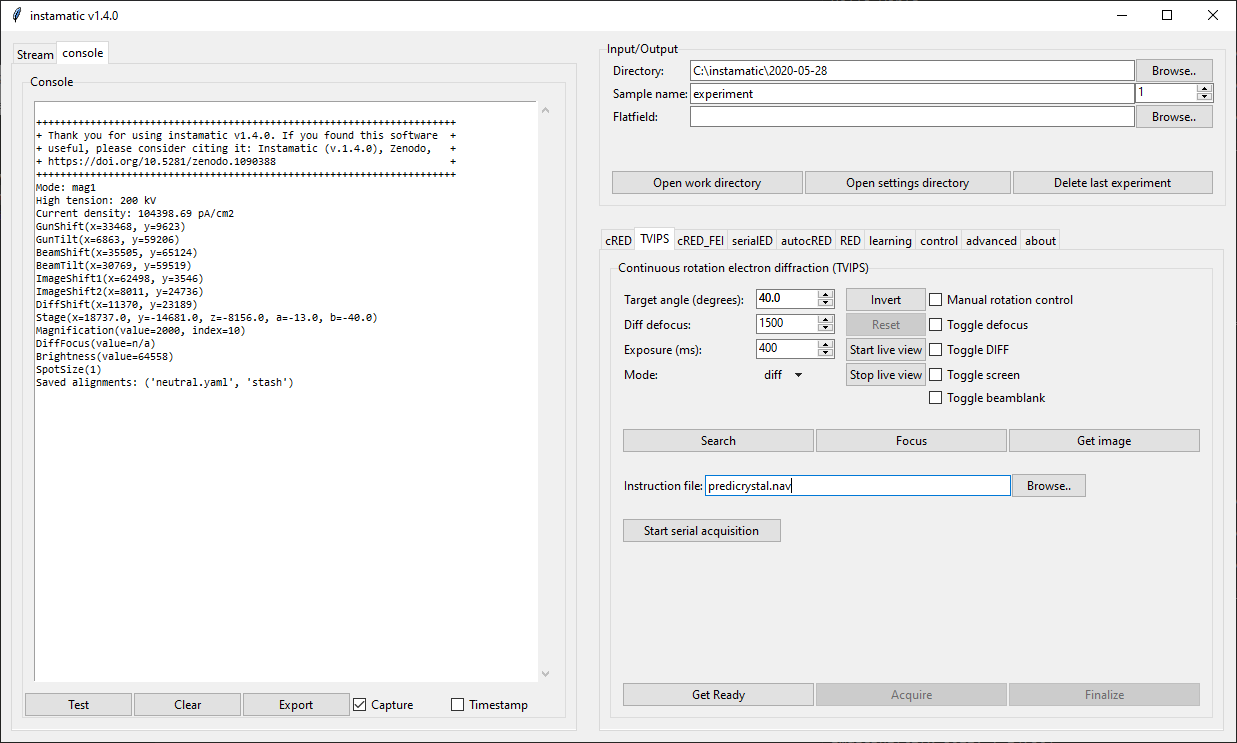 instamatic v1.4.0
Stream console
Console
++++++++++++++++++++++++++++++++++++++++++++++++++++++++++++++++++++++
+ Thank you for using instamatic v1.4.0. If you found this software +
+ useful, please consider citing it: Instamatic (v.1.4.0), Zenodo, +
+ https://doi.org/10.5281/zenodo.1090388 +
++++++++++++++++++++++++++++++++++++++++++++++++++++++++++++++++++++++
Mode: mag1
High tension: 200 kV
Current density: 104398.69 pA/cm2
GunShift(x=33468, y=9623)
GunTilt(x=6863, y=59206)
BeamShift(x=35505, y=65124)
BeamTilt(x=30769, y=59519)
ImageShift1(x=62498, y=3546)
ImageShift2(x=8011, y=24736)
DiffShift(x=11370, y=23189)
Stage(x=18737.0, y=-14681.0, z=-8156.0, a=-13.0, b=-40.0)
Magnification(value=2000, index=10)
DiffFocus(value=n/a)
Brightness(value=64558)
SpotSize(1)
Saved alignments: ('neutral.yaml', 'stash')
Test Clear Export Capture Timestamp
Input/Output
Directory: C:\instamatic\2020-05-28 Browse..
Sample name: experiment 1
Flatfield: Browse..
Open work directory Open settings directory Delete last experiment
cRED TVIPS cRED_FEI serialED autocRED RED learning control advanced about
Continuous rotation electron diffraction (TVIPS)
Target angle (degrees): 40.0 Invert Manual rotation control
Diff defocus: 1500 Reset Toggle defocus
Exposure (ms): 400 Start live view Toggle DIFF
Mode: diff Stop live view Toggle screen
Toggle beamblank
Search Focus Get image
Instruction file: predicrystal.nav Browse..
Start serial acquisition
Get Ready Acquire Finalize